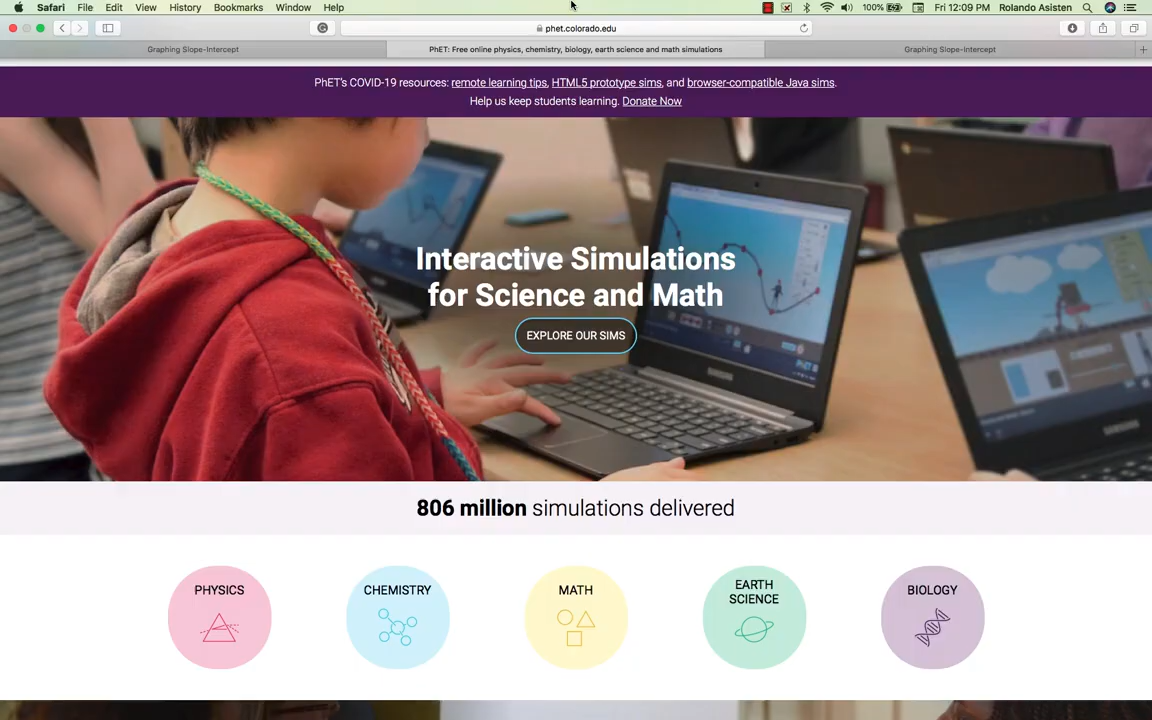 Safari File Edit View History Bookmarks Window Help 100% Fri 12:09 PM Rolando Asisten
phet.colorado.edu
Graphing Slope-Intercept PhET: Free online physics, chemistry, biology, earth science and math simulations Graphing Slope-Intercept
PhET's COVID-19 resources: remote learning tips, HTML5 prototype sims, and browser-compatible Java sims.
Help us keep students learning. Donate Now
Interactive Simulations
for Science and Math
EXPLORE OUR SIMS
806 million simulations delivered
PHYSICS CHEMISTRY MATH EARTH SCIENCE BIOLOGY